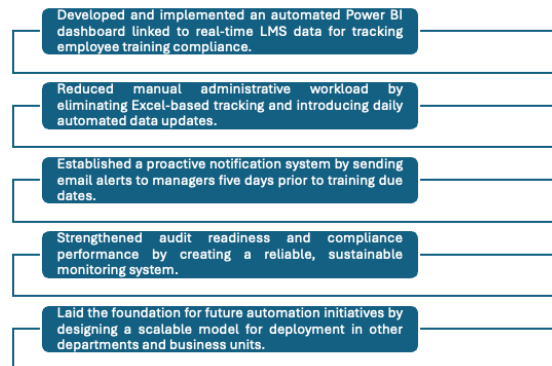 Developed and implemented an automated Power BI
dashboard linked to real-time LMS data for tracking
employee training compliance.
Reduced manual administrative workload by
eliminating Excel-based tracking and introducing daily
automated data updates.
Established a proactive notification system by sending
email alerts to managers five days prior to training due
dates.
Strengthened audit readiness and compliance
performance by creating a reliable, sustainable
monitoring system.
Laid the foundation for future automation initiatives by
designing a scalable model for deployment in other
departments and business units.